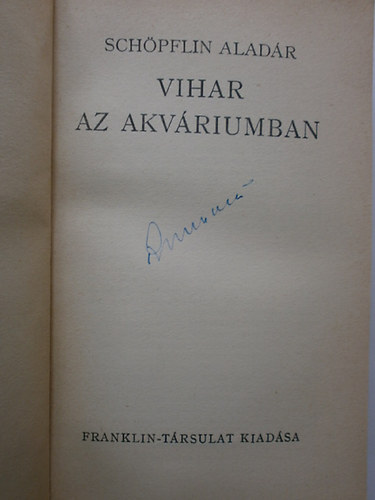 SCHÖPFLIN ALADÁR
VIHAR
AZ AKVÁRIUMBAN
FRANKLIN-TÁRSULAT KIADÁSA